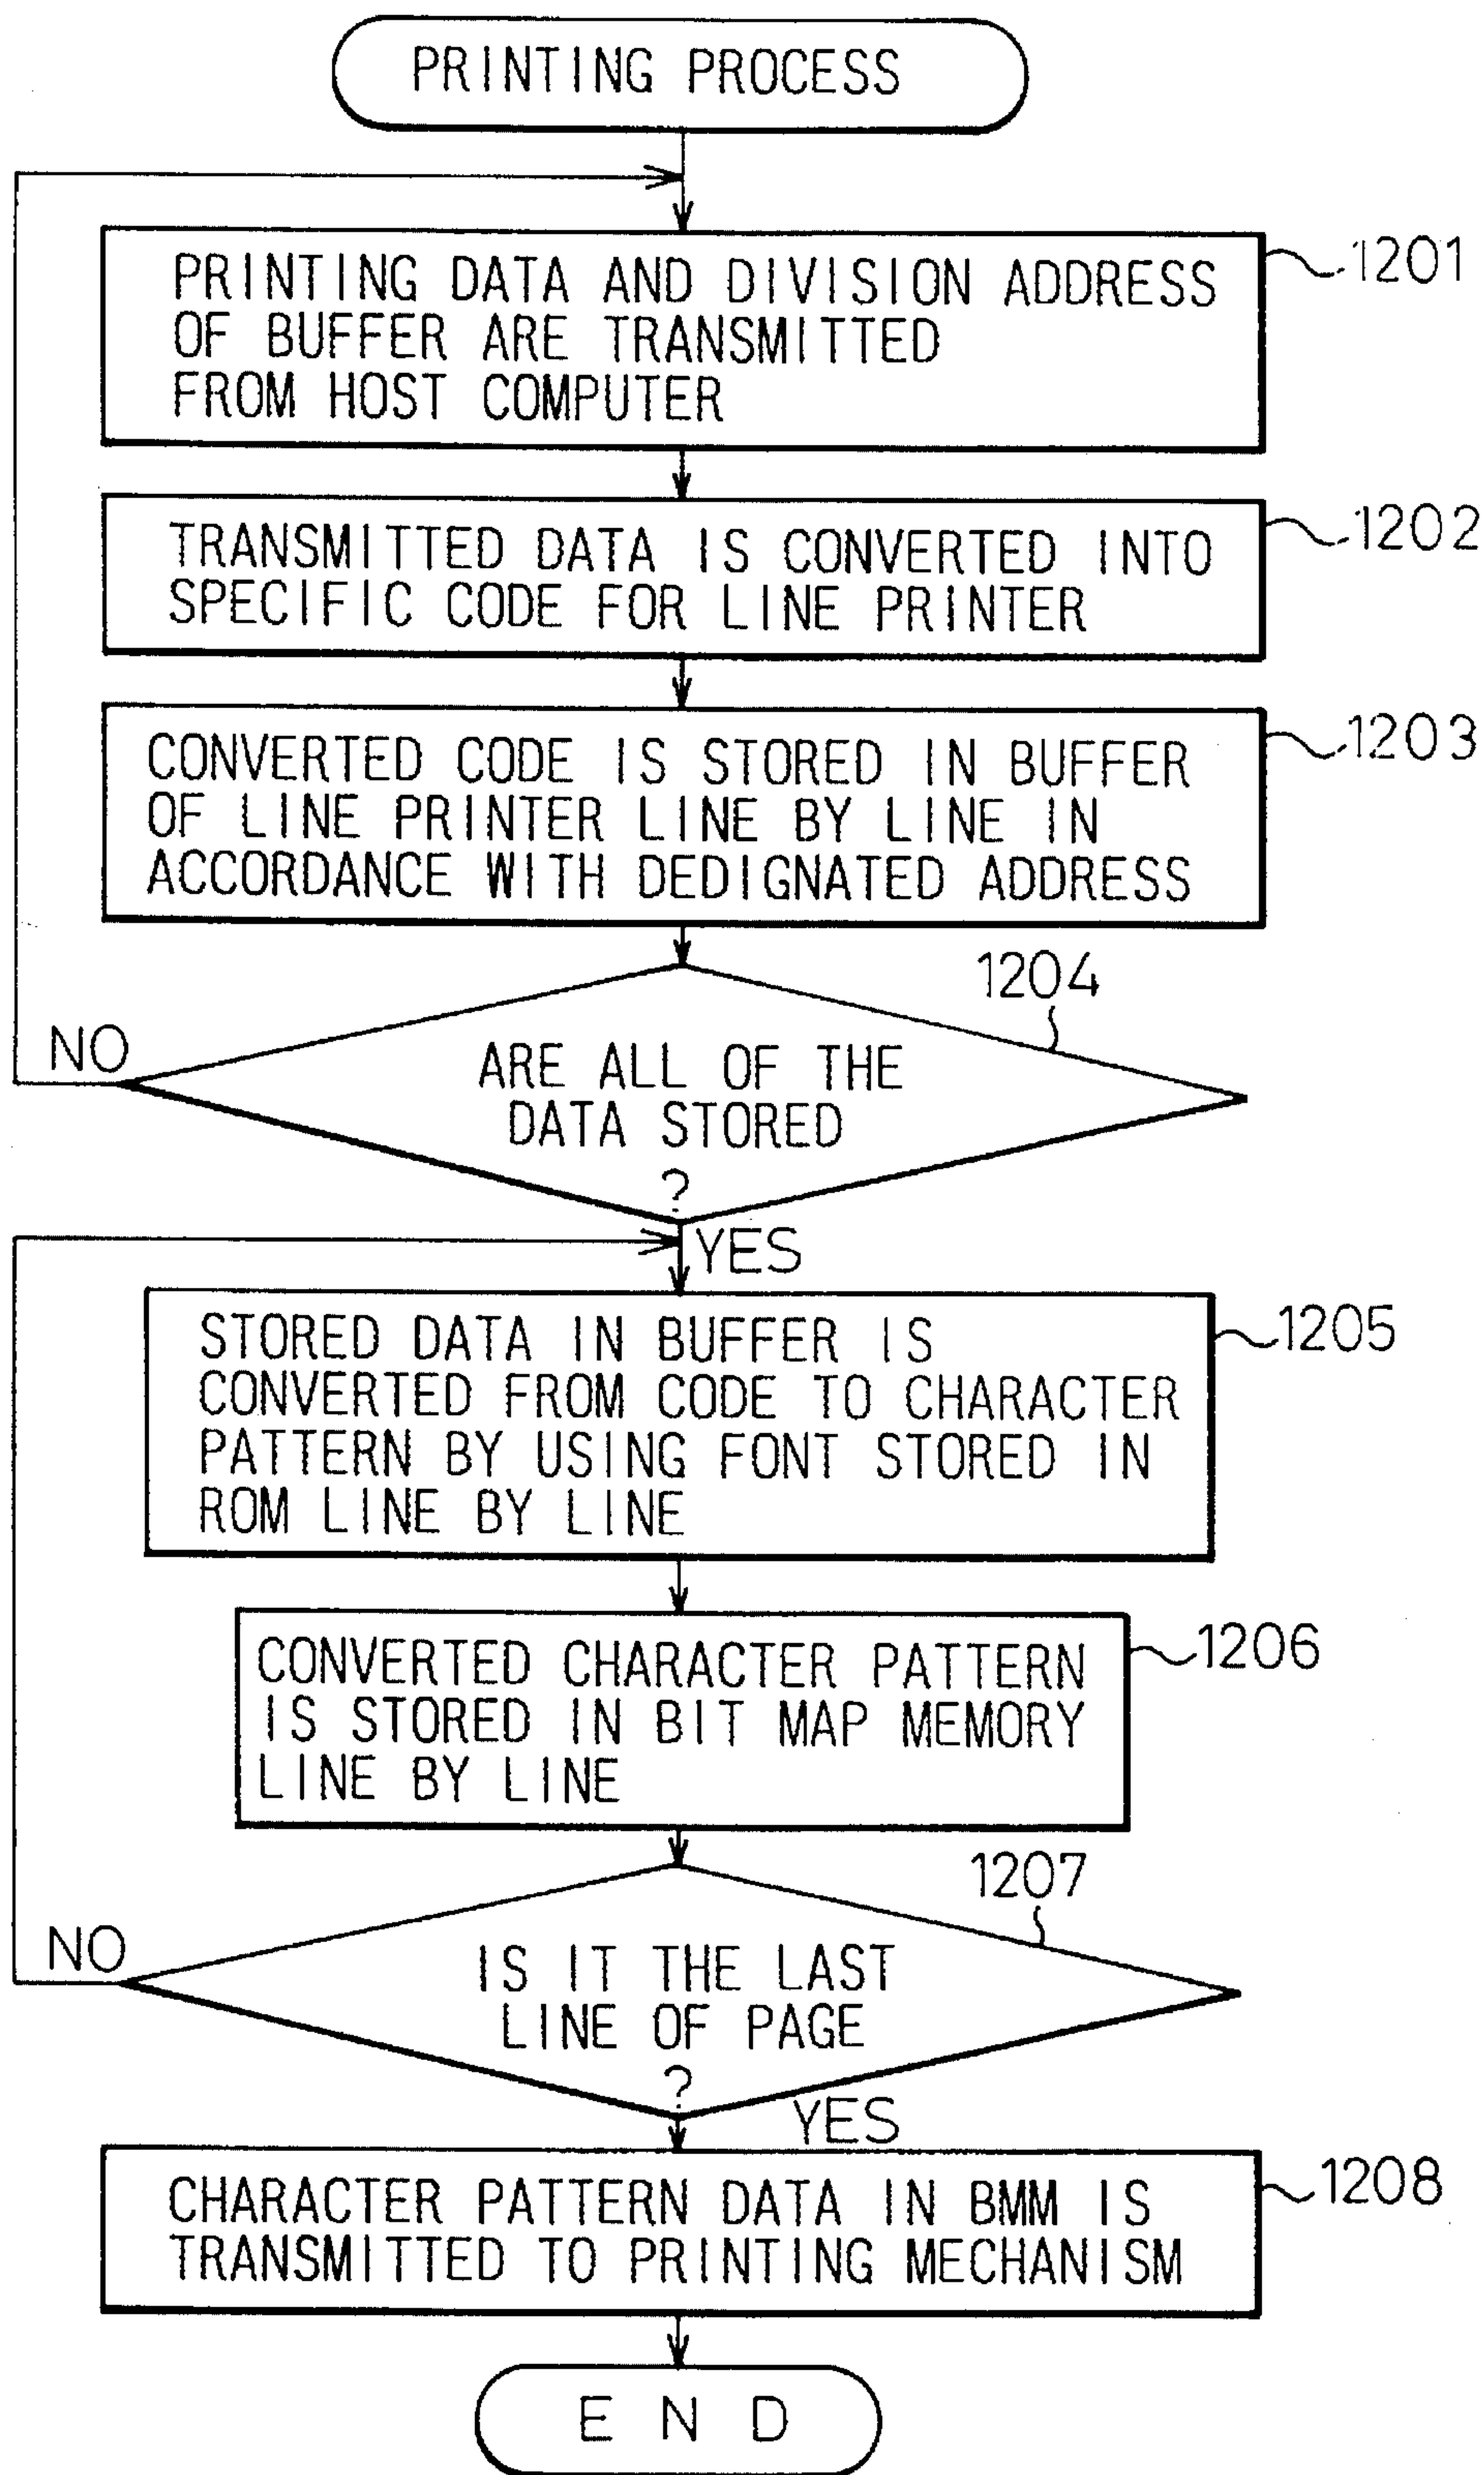 PRINTING PROCESS
PRINTING DATA AND DIVISION ADDRESS
OF BUFFER ARE TRANSMITTED
FROM HOST COMPUTER
1201
TRANSMITTED DATA IS CONVERTED INTO
SPECIFIC CODE FOR LINE PRINTER
1202
CONVERTED CODE IS STORED IN BUFFER
OF LINE PRINTER LINE BY LINE IN
ACCORDANCE WITH DEDIGNATED ADDRESS
1203
1204
NO
ARE ALL OF THE
DATA STORED
?
YES
STORED DATA IN BUFFER IS
CONVERTED FROM CODE TO CHARACTER
PATTERN BY USING FONT STORED IN
ROM LINE BY LINE
1205
CONVERTED CHARACTER PATTERN
IS STORED IN BIT MAP MEMORY
LINE BY LINE
1206
1207
NO
IS IT THE LAST
LINE OF PAGE
?
YES
CHARACTER PATTERN DATA IN BMM IS
TRANSMITTED TO PRINTING MECHANISM
1208
END